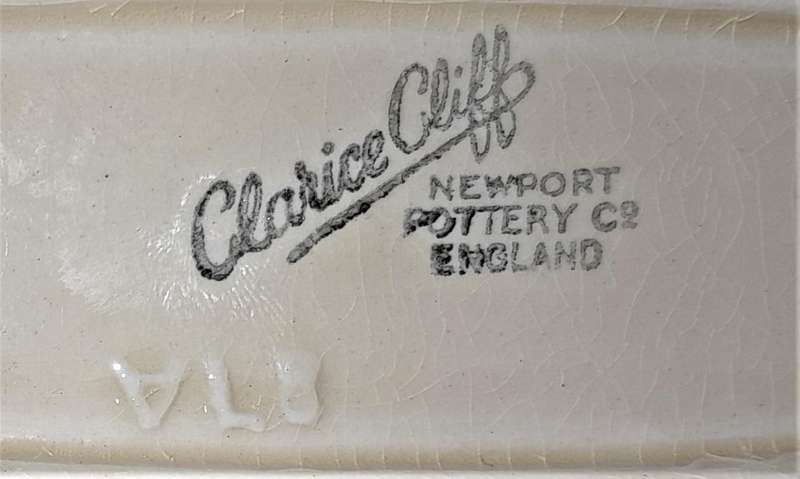 Clarice Cliff
NEWPORT
POTTERY Co
ENGLAND